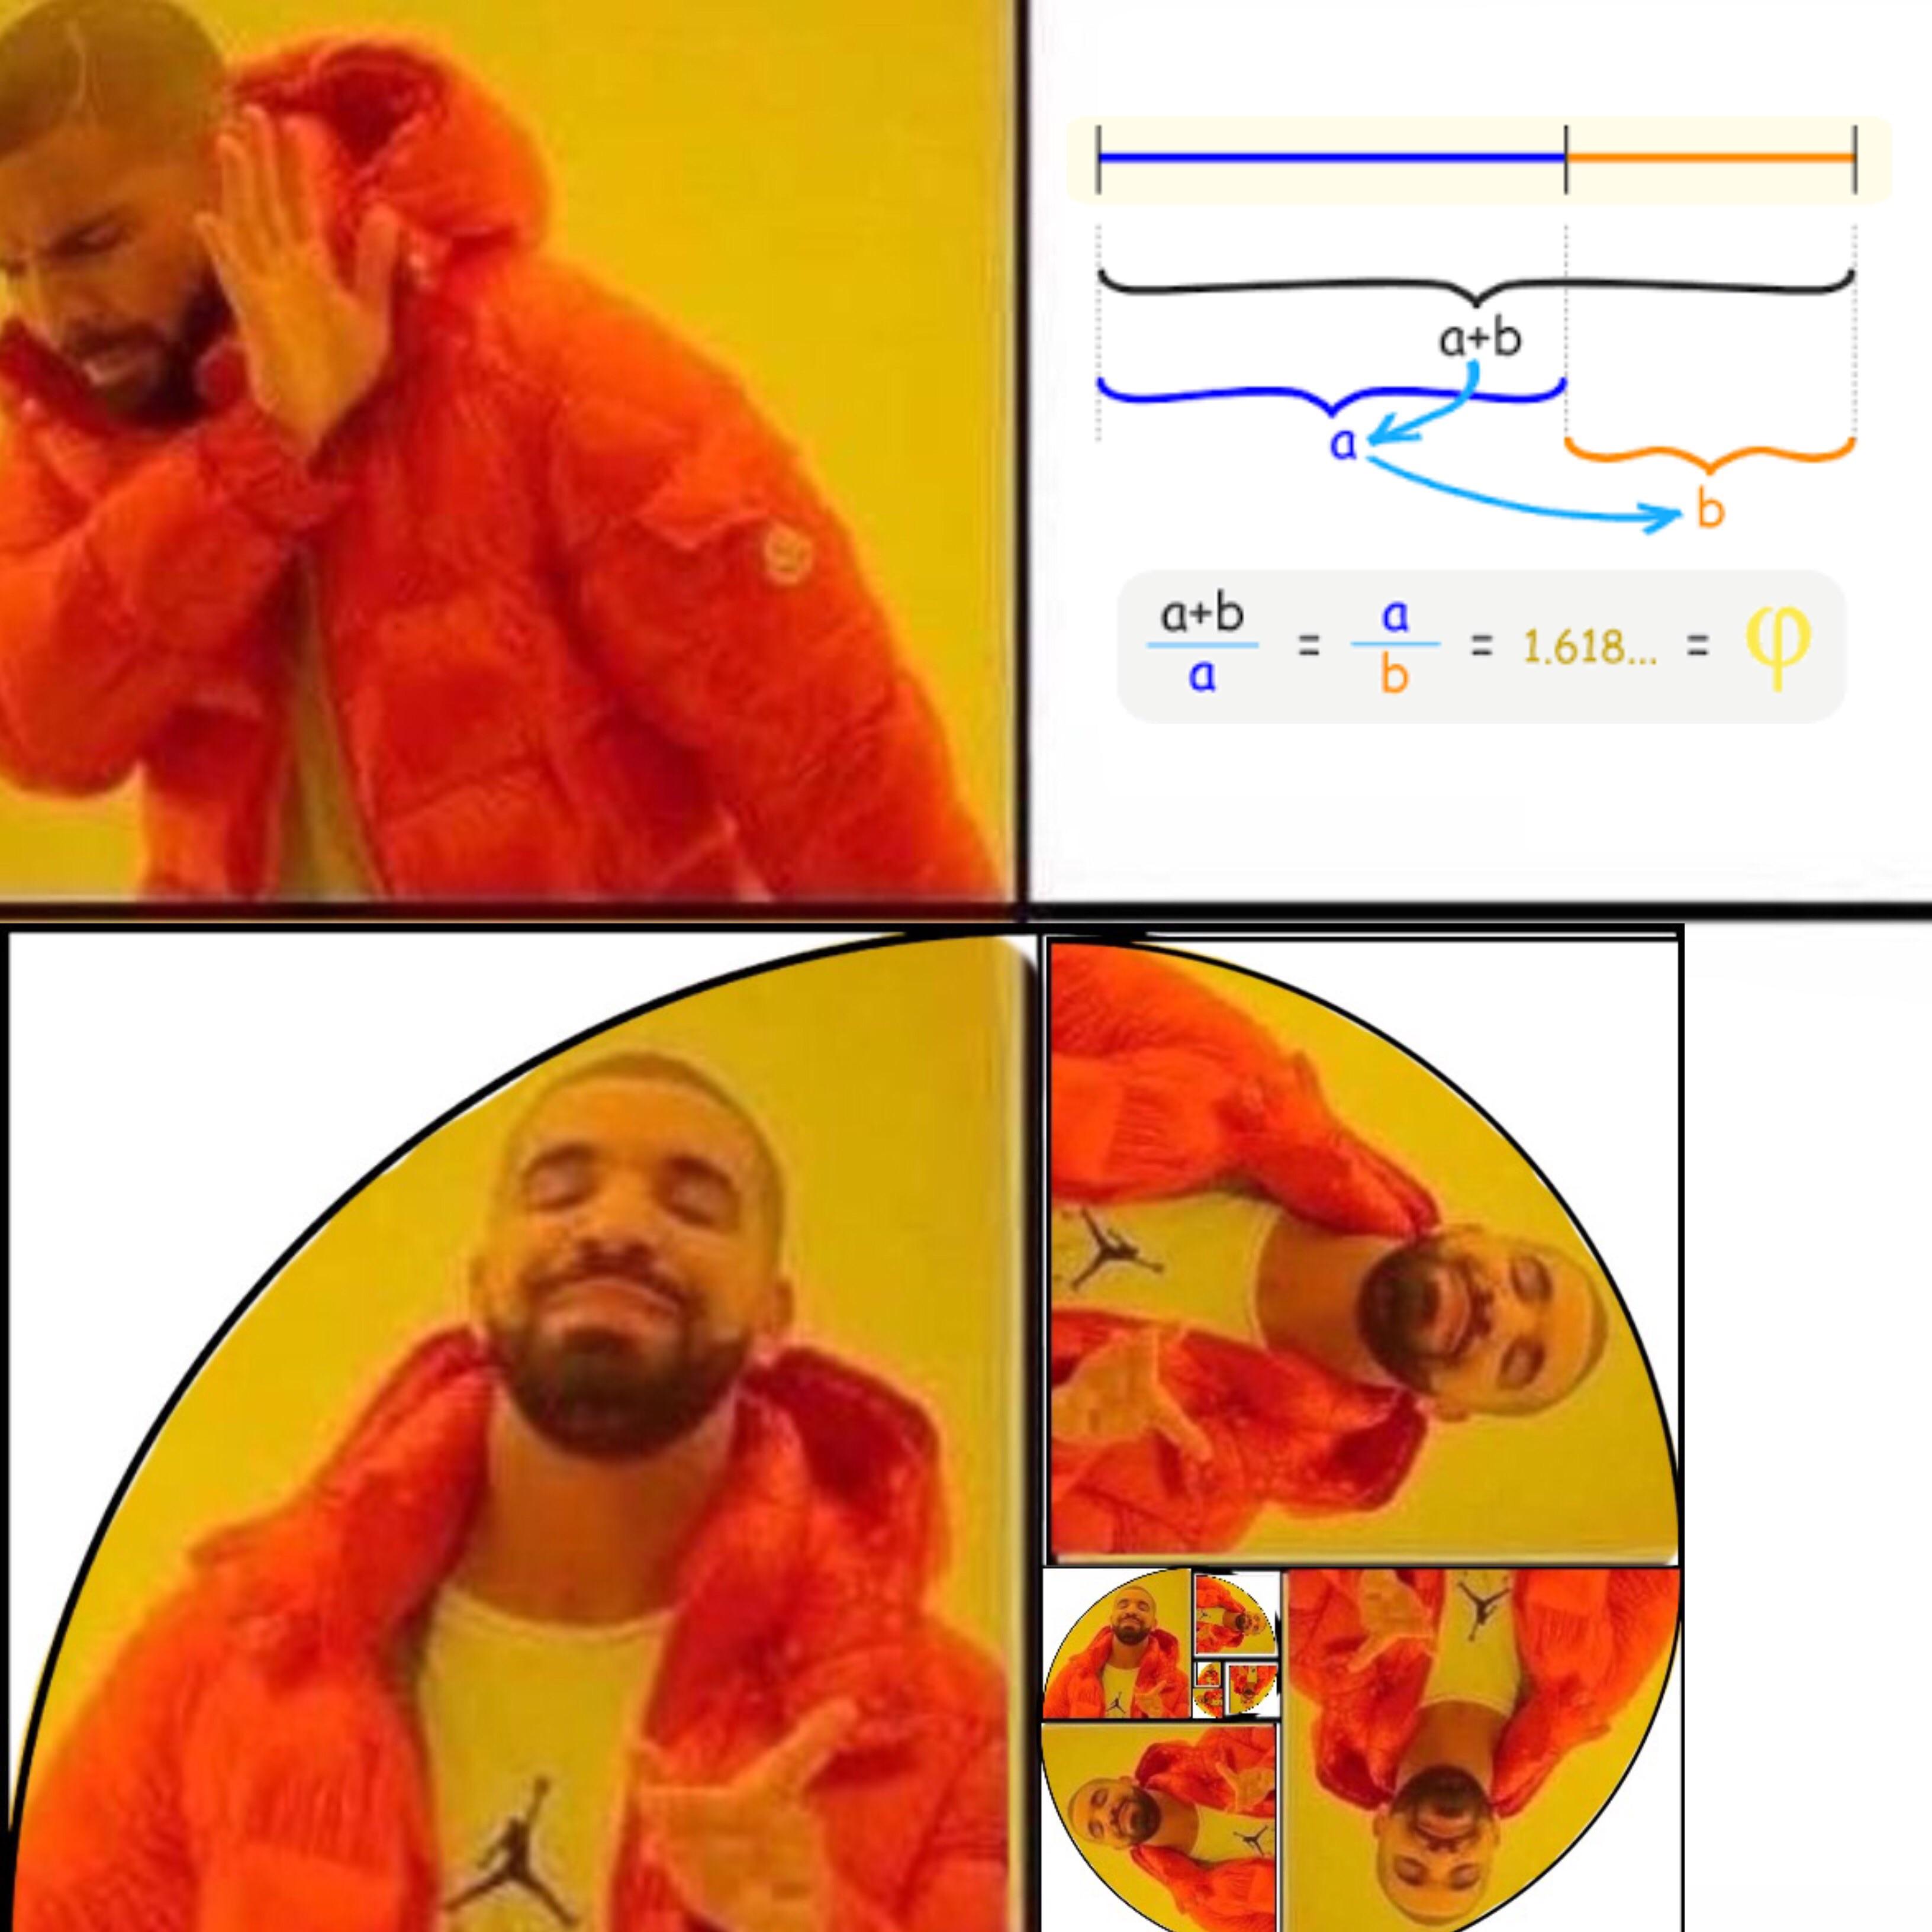 a+b
a
b
a+b / a = a / b = 1.618... = φ